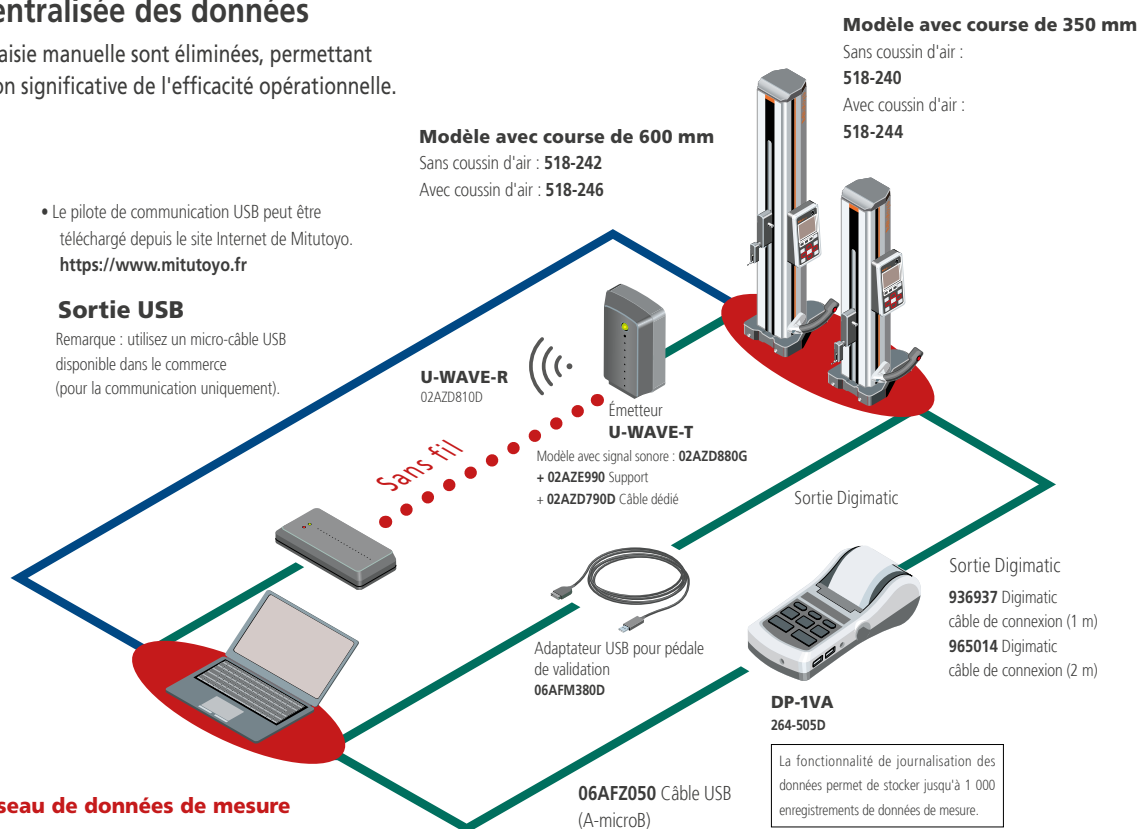 entralisée des données
aisie manuelle sont éliminées, permettant
on significative de l'efficacité opérationnelle.
Modèle avec course de 350 mm
Sans coussin d'air :
518-240
Avec coussin d'air :
518-244
Modèle avec course de 600 mm
Sans coussin d'air : 518-242
Avec coussin d'air : 518-246
• Le pilote de communication USB peut être
téléchargé depuis le site Internet de Mitutoyo.
https://www.mitutoyo.fr
Sortie USB
Remarque : utilisez un micro-câble USB
disponible dans le commerce
(pour la communication uniquement).
U-WAVE-R
02AZD810D
Émetteur
U-WAVE-T
Modèle avec signal sonore : 02AZD880G
+ 02AZE990 Support
+ 02AZD790D Câble dédié
Sans fil
Sortie Digimatic
Adaptateur USB pour pédale
de validation
06AFM380D
Sortie Digimatic
936937 Digimatic
câble de connexion (1 m)
965014 Digimatic
câble de connexion (2 m)
DP-1VA
264-505D
La fonctionnalité de journalisation des
données permet de stocker jusqu'à 1 000
enregistrements de données de mesure.
06AFZ050 Câble USB
(A-microB)
seau de données de mesure